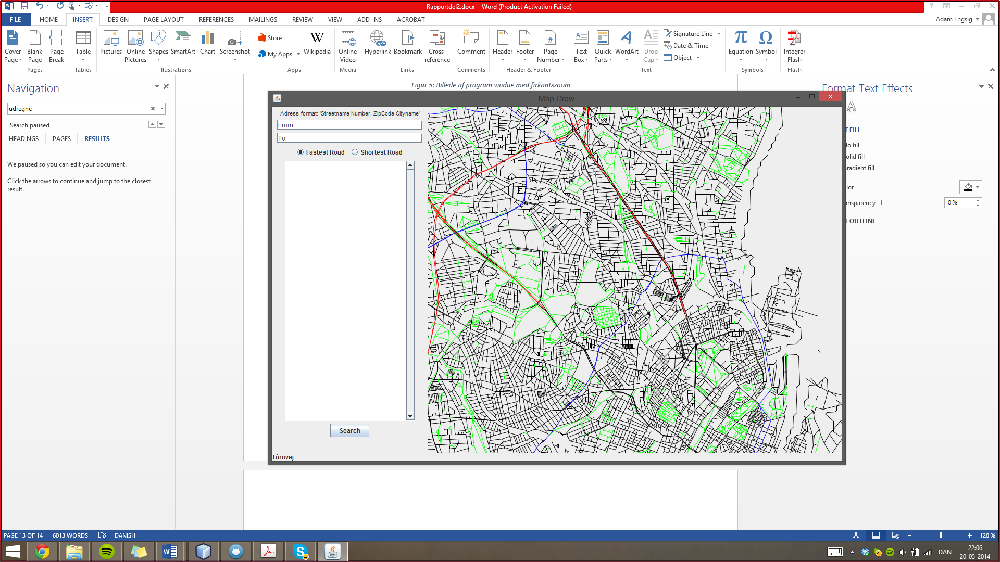 Rapportdel2.docx - Word (Product Activation Failed)
FILE HOME INSERT DESIGN PAGE LAYOUT REFERENCES MAILINGS REVIEW VIEW ADD-INS ACROBAT
Adam Engsig
Cover Page
Blank Page
Page Break
Pages
Table
Tables
Pictures
Online Pictures
Shapes
SmartArt
Chart
Screenshot
Illustrations
Store
My Apps
W
Wikipedia
Apps
Online Video
Media
Hyperlink
Bookmark
Cross-reference
Links
Comment
Comments
Header
Footer
Page Number
Header & Footer
Text Box
Quick Parts
WordArt
Drop Cap
Signature Line
Date & Time
Object
Text
π
Equation
Ω
Symbol
Symbols
Integrer Flash
Flash
Navigation
udregne
Search paused
HEADINGS PAGES RESULTS
We paused so you can edit your document.
Click the arrows to continue and jump to the closest
result.
Figur 5: Billede af program vindue med firkantszoom
Map Draw
Adress format: 'Streetname Number, ZipCode Cityname'
From
To
Fastest Road Shortest Road
Search
Tårnvej
Format Text Effects
T FILL
o fill
olid fill
radient fill
lor
ansparency 0 %
T OUTLINE
PAGE 13 OF 14 6013 WORDS DANISH
120 %
4
4
DAN
22:06
20-05-2014